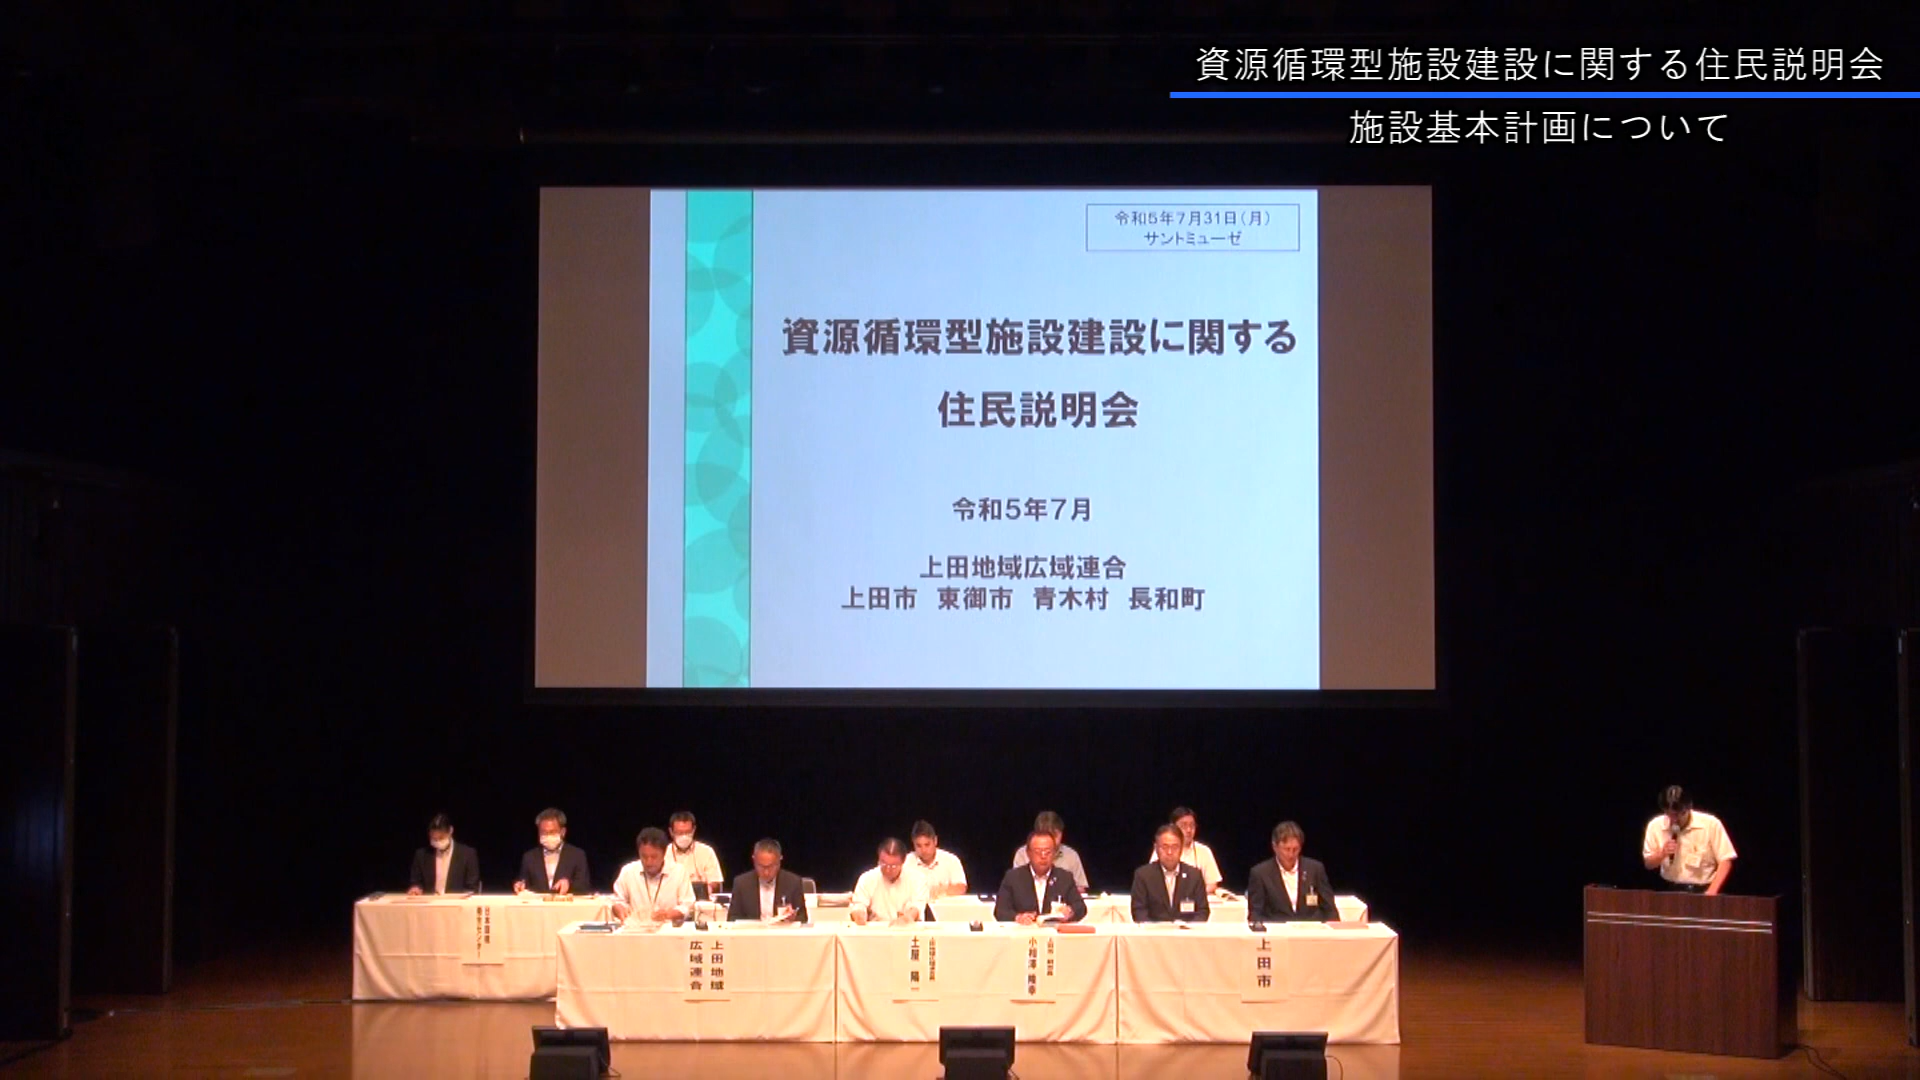 資源循環型施設建設に関する住民説明会
施設基本計画について
令和5年7月31日(月)
サントミューゼ
資源循環型施設建設に関する
住民説明会
令和5年7月
上田地域広域連合
上田市 東御市 青木村 長和町
上田地域
広域連合
土屋 陽一
上田市